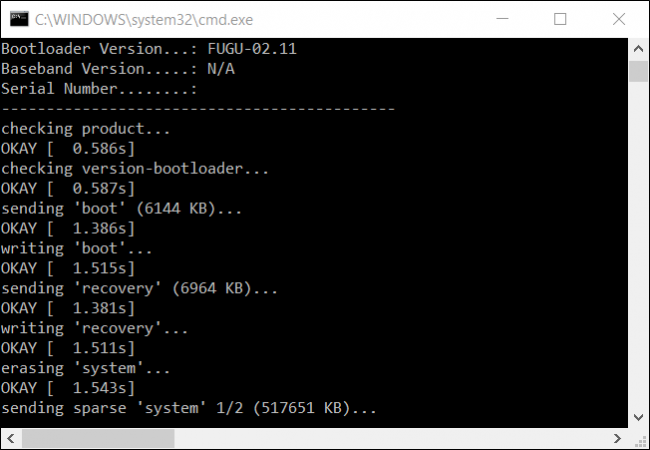 C:\WINDOWS\system32\cmd.exe
Bootloader Version...: FUGU-02.11
Baseband Version.....: N/A
Serial Number........:
--------------------------------------------
checking product...
OKAY [  0.586s]
checking version-bootloader...
OKAY [  0.587s]
sending 'boot' (6144 KB)...
OKAY [  1.386s]
writing 'boot'...
OKAY [  1.515s]
sending 'recovery' (6964 KB)...
OKAY [  1.381s]
writing 'recovery'...
OKAY [  1.511s]
erasing 'system'...
OKAY [  1.543s]
sending sparse 'system' 1/2 (517651 KB)...